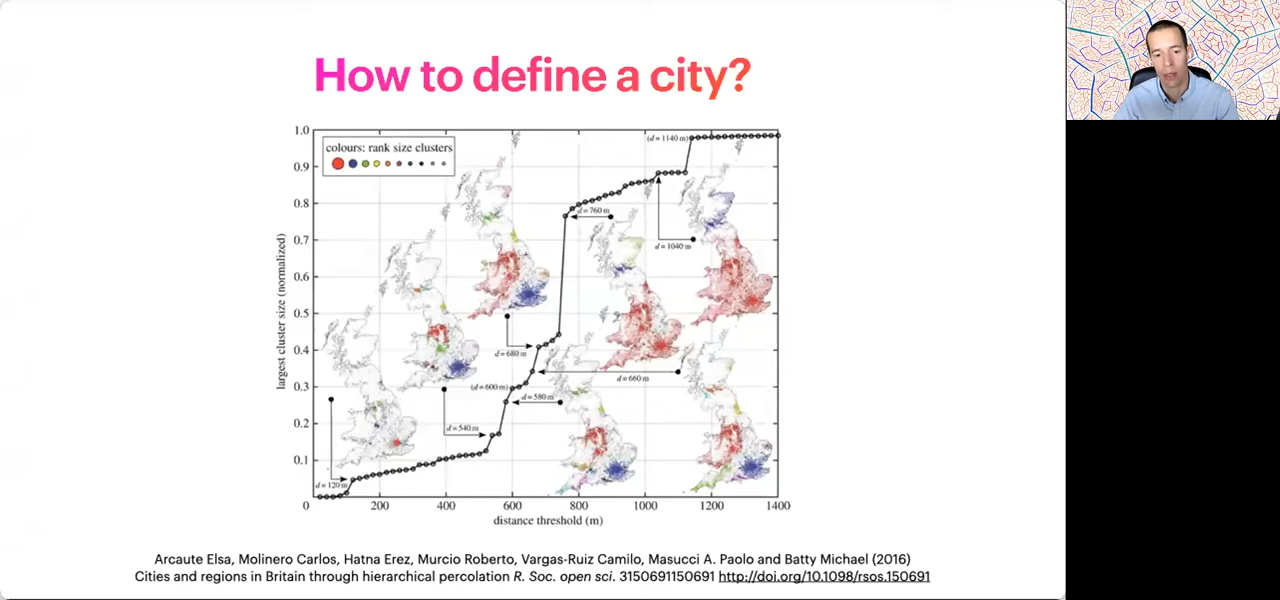 How to define a city?
colours: rank size clusters
largest cluster size (normalized)
1.0
0.9
0.8
0.7
0.6
0.5
0.4
0.3
0.2
0.1
0
(d = 1140 m)
d = 760 m
d = 1040 m
d = 680 m
d = 660 m
(d = 600 m)
d = 580 m
d = 540 m
d = 120 m
200
400
600
800
1000
1200
1400
distance threshold (m)
Arcaute Elsa, Molinero Carlos, Hatna Erez, Murcio Roberto, Vargas-Ruiz Camilo, Masucci A. Paolo and Batty Michael (2016)
Cities and regions in Britain through hierarchical percolation R. Soc. open sci. 3150691150691 http://doi.org/10.1098/rsos.150691